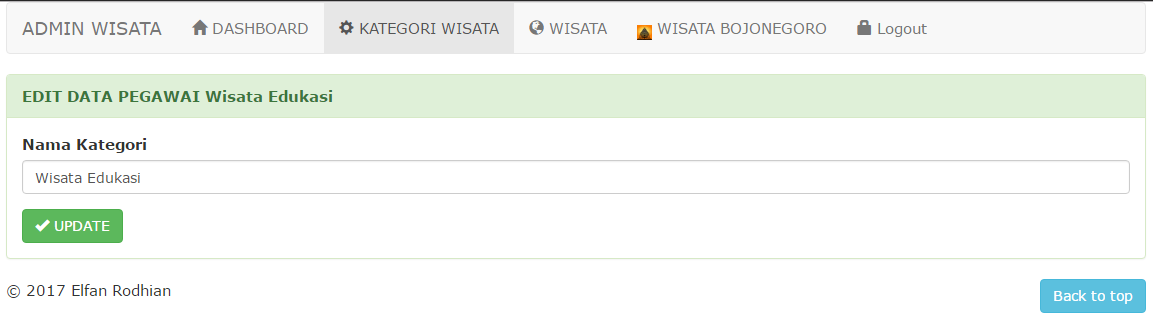 ADMIN WISATA DASHBOARD KATEGORI WISATA WISATA WISATA BOJONEGORO Logout
EDIT DATA PEGAWAI Wisata Edukasi
Nama Kategori
Wisata Edukasi
UPDATE
© 2017 Elfan Rodhian Back to top